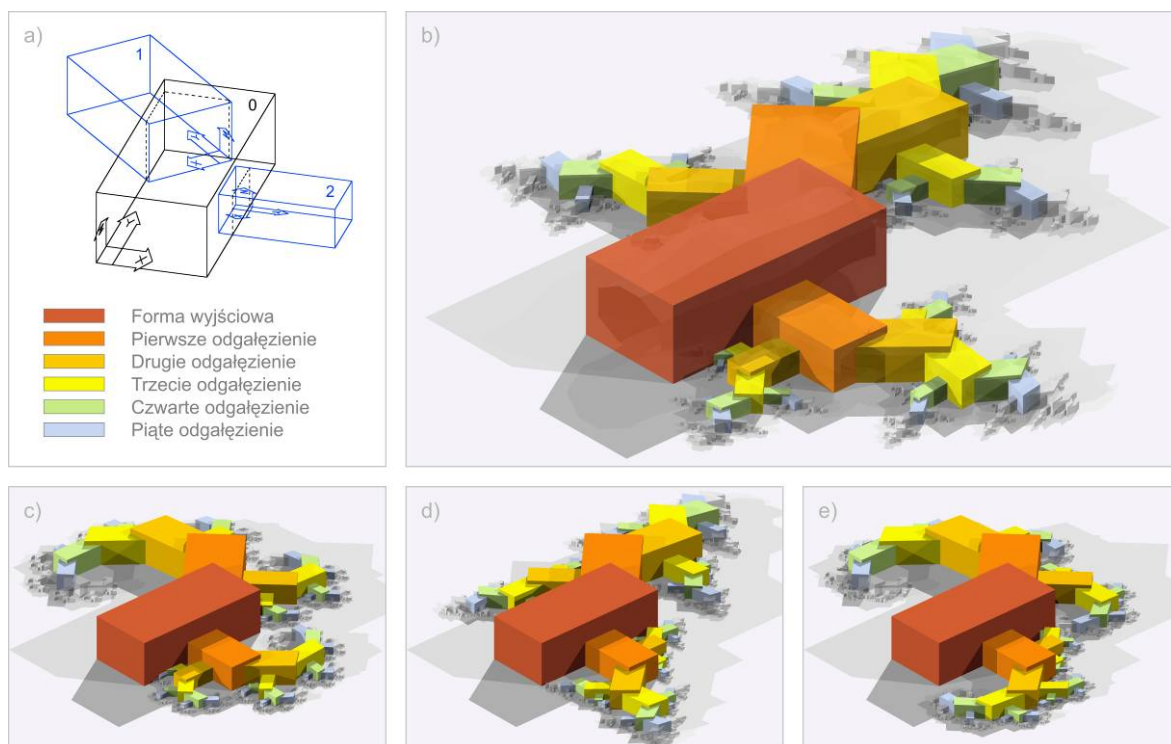 a)
1
0
2
X
Y
X
Forma wyjściowa
Pierwsze odgałęzienie
Drugie odgałęzienie
Trzecie odgałęzienie
Czwarte odgałęzienie
Piąte odgałęzienie
b)
c)
d)
e)